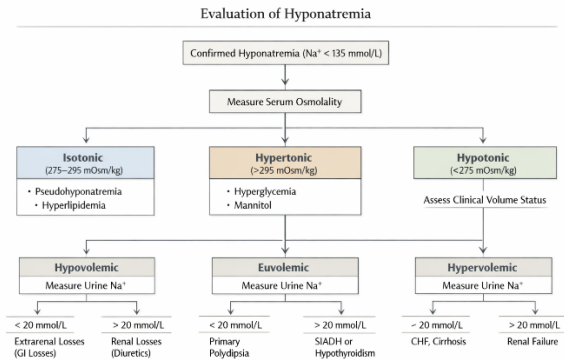 Evaluation of Hyponatremia
Confirmed Hyponatremia (Na⁺ < 135 mmol/L)
Measure Serum Osmolality
Isotonic
(275–295 mOsm/kg)
• Pseudohyponatremia
• Hyperlipidemia
Hypertonic
(>295 mOsm/kg)
• Hyperglycemia
• Mannitol
Hypotonic
(<275 mOsm/kg)
Assess Clinical Volume Status
Hypovolemic
Measure Urine Na⁺
Euvolemic
Measure Urine Na⁺
Hypervolemic
Measure Urine Na⁺
< 20 mmol/L
Extrarenal Losses
(GI Losses)
> 20 mmol/L
Renal Losses
(Diuretics)
< 20 mmol/L
Primary
Polydipsia
> 20 mmol/L
SIADH or
Hypothyroidism
~ 20 mmol/L
CHF, Cirrhosis
> 20 mmol/L
Renal Failure